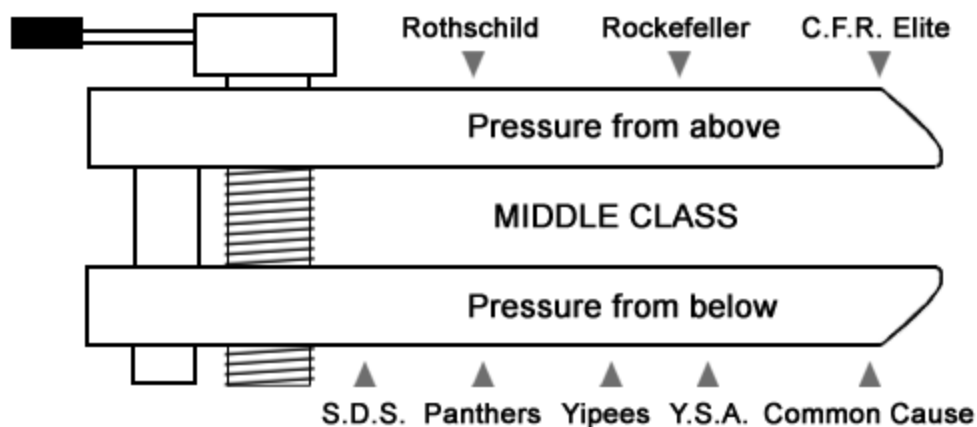 Rothschild Rockefeller C.F.R. Elite
Pressure from above
MIDDLE CLASS
Pressure from below
S.D.S. Panthers Yipees Y.S.A. Common Cause